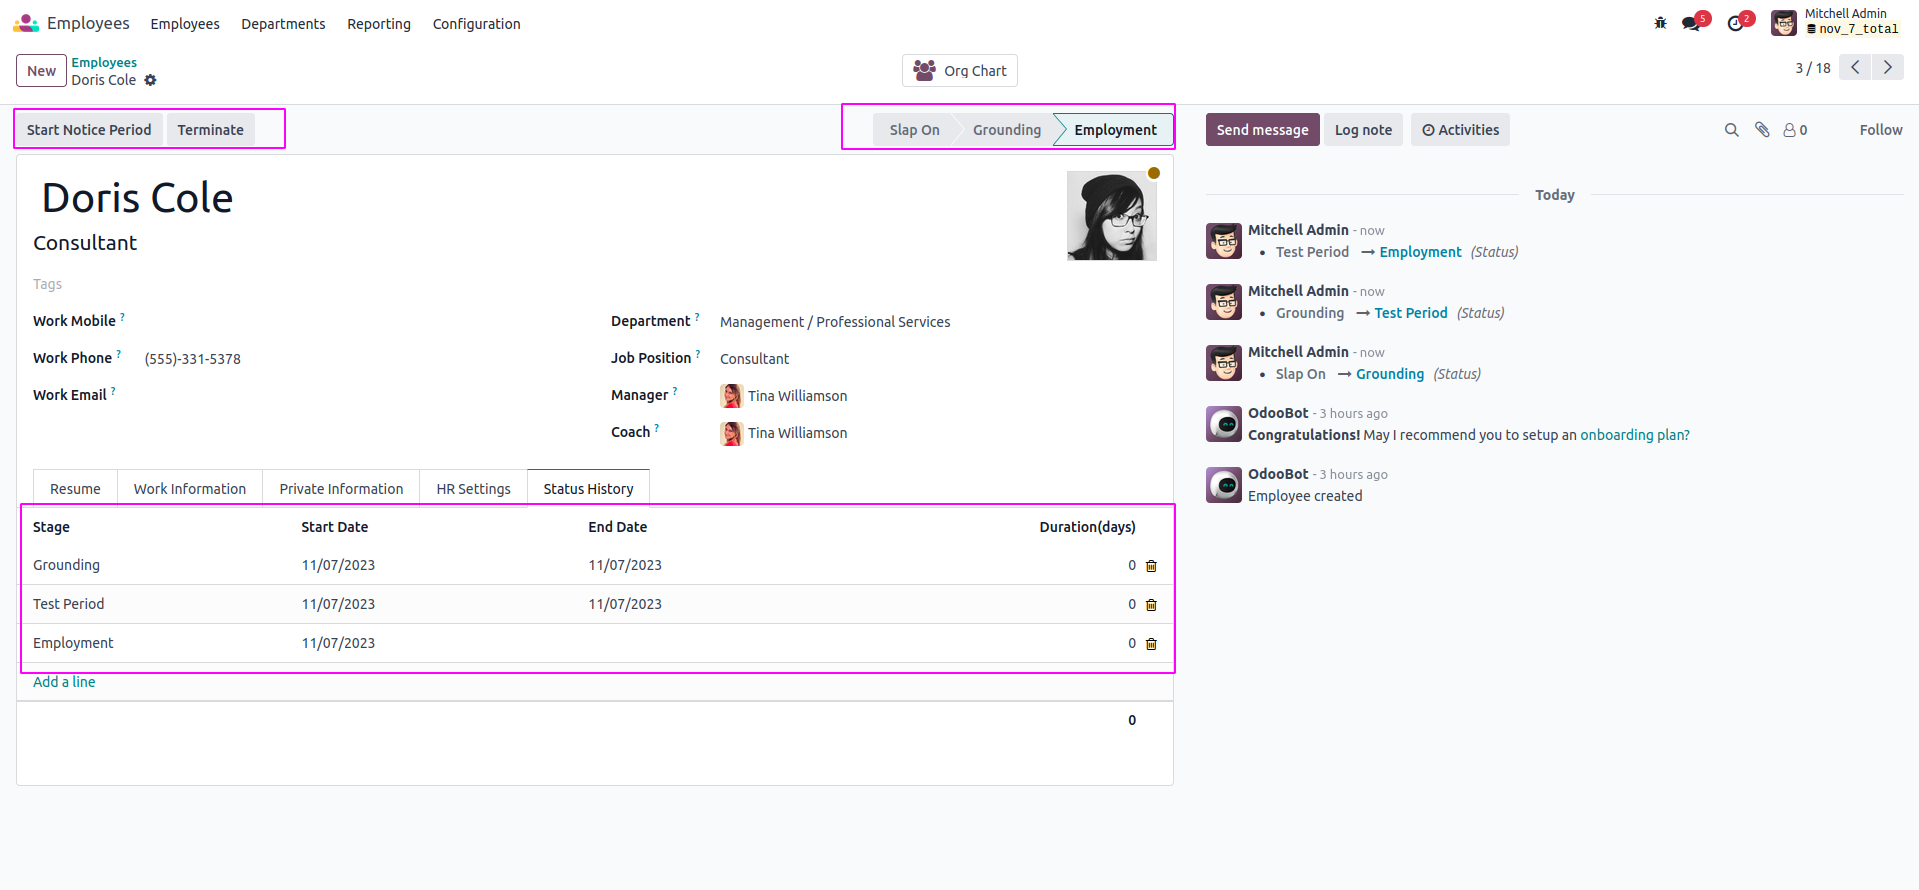 Employees Employees Departments Reporting Configuration 5 2 Mitchell Admin
nov_7_total
New Employees
Doris Cole
Org Chart
3 / 18
Start Notice Period Terminate
Slap On Grounding Employment
Send message Log note Activities 0 Follow
Doris Cole
Consultant
Tags
Work Mobile ?
Work Phone ? (555)-331-5378
Work Email ?
Department ? Management / Professional Services
Job Position ? Consultant
Manager ? Tina Williamson
Coach ? Tina Williamson
Resume Work Information Private Information HR Settings Status History
Stage Start Date End Date Duration(days)
Grounding 11/07/2023 11/07/2023 0
Test Period 11/07/2023 11/07/2023 0
Employment 11/07/2023 0
Add a line
0
Today
Mitchell Admin - now
• Test Period → Employment (Status)
Mitchell Admin - now
• Grounding → Test Period (Status)
Mitchell Admin - now
• Slap On → Grounding (Status)
OdooBot - 3 hours ago
Congratulations! May I recommend you to setup an onboarding plan?
OdooBot - 3 hours ago
Employee created